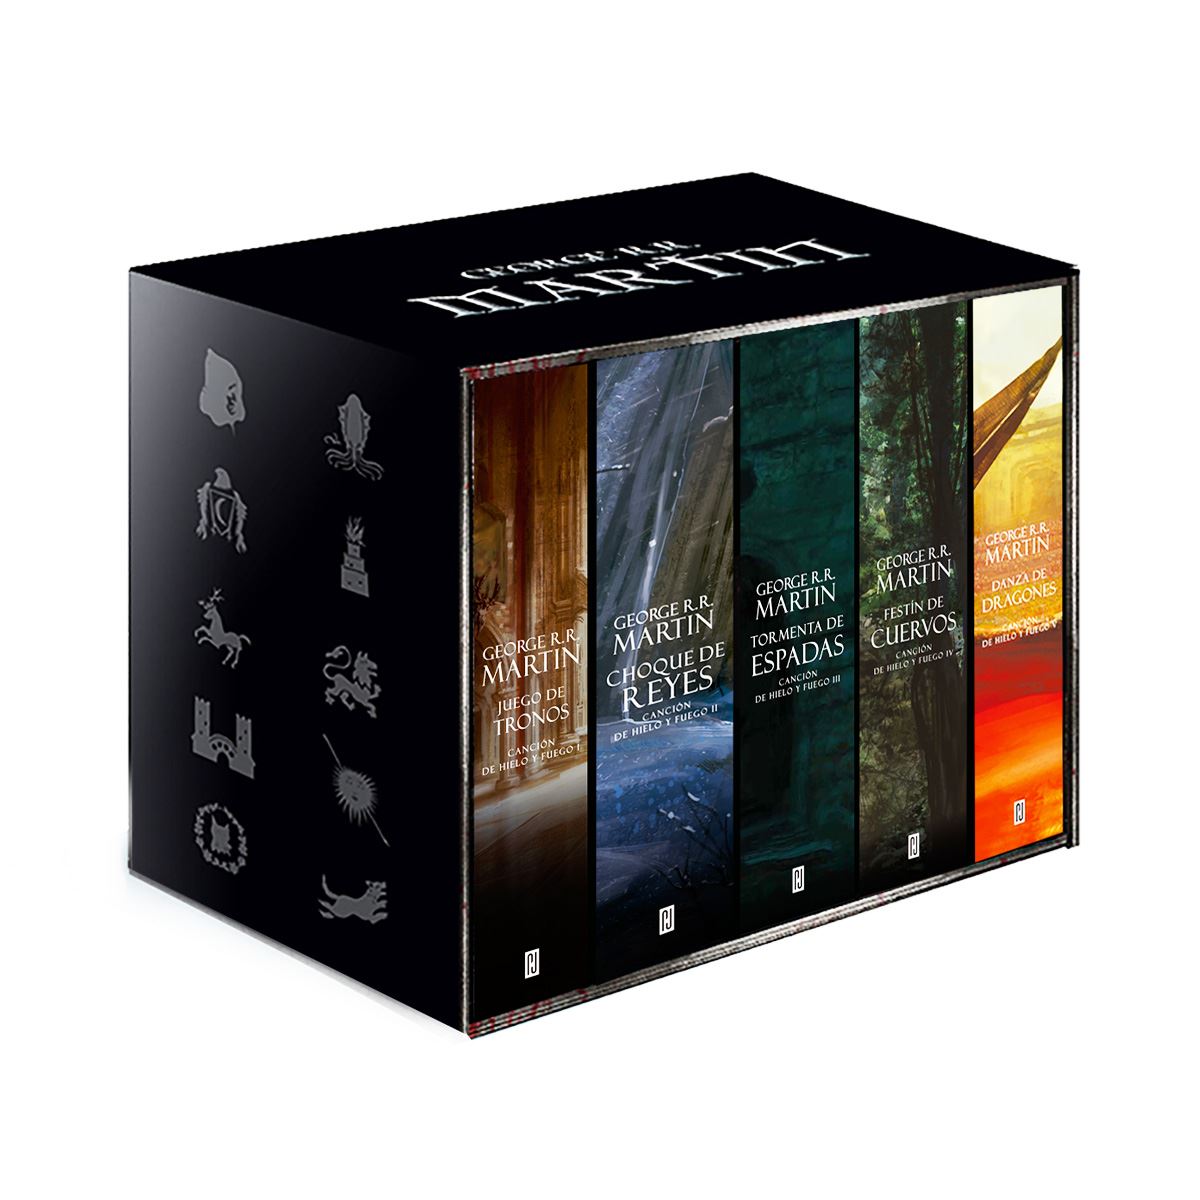 GEORGE R.R.
MARTIN
GEORGE R.R.
MARTIN
JUEGO DE
TRONOS
CANCIÓN
DE HIELO Y FUEGO I
GEORGE R.R.
MARTIN
CHOQUE DE
REYES
CANCIÓN
DE HIELO Y FUEGO II
GEORGE R.R.
MARTIN
TORMENTA DE
ESPADAS
CANCIÓN
DE HIELO Y FUEGO III
GEORGE R.R.
MARTIN
FESTÍN DE
CUERVOS
CANCIÓN
DE HIELO Y FUEGO IV
GEORGE R.R.
MARTIN
DANZA DE
DRAGONES
CANCIÓN
DE HIELO Y FUEGO V